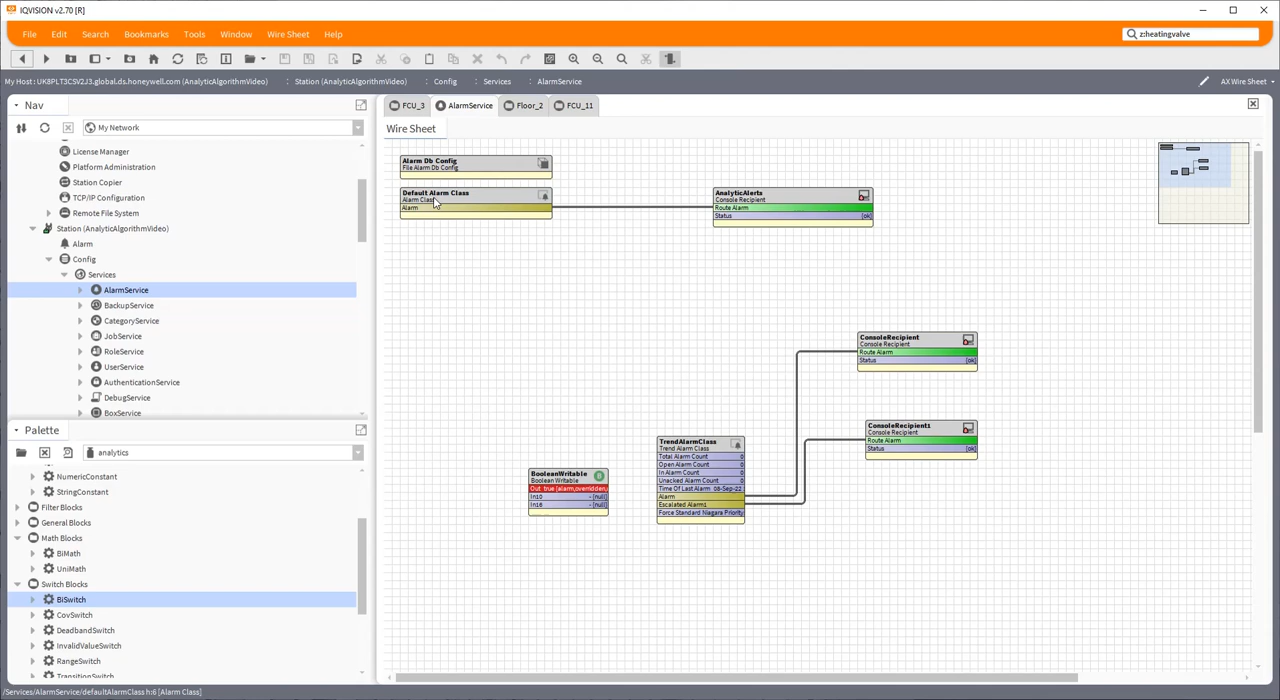 IQVISION v2.70 [R]
File Edit Search Bookmarks Tools Window Wire Sheet Help
z:heatingvalve
My Host : UK8PLT3CSV2J3.global.ds.honeywell.com (AnalyticAlgorithmVideo) Station (AnalyticAlgorithmVideo) Config Services AlarmService AX Wire Sheet
Nav
My Network
License Manager
Platform Administration
Station Copier
TCP/IP Configuration
Remote File System
Station (AnalyticAlgorithmVideo)
Alarm
Config
Services
AlarmService
BackupService
CategoryService
JobService
RoleService
UserService
AuthenticationService
DebugService
BoxService
Palette
analytics
NumericConstant
StringConstant
Filter Blocks
General Blocks
Math Blocks
BiMath
UniMath
Switch Blocks
BiSwitch
CovSwitch
DeadbandSwitch
InvalidValueSwitch
RangeSwitch
TransitionSwitch
FCU_3 AlarmService Floor_2 FCU_11
Wire Sheet
Alarm Db Config
File Alarm Db Config
Default Alarm Class
Alarm Class
Alarm
AnalyticAlerts
Console Recipient
Route Alarm
Status [ok]
ConsoleRecipient
Console Recipient
Route Alarm
Status [ok]
ConsoleRecipient1
Console Recipient
Route Alarm
Status [ok]
TrendAlarmClass
Trend Alarm Class
Total Alarm Count 0
Open Alarm Count 0
In Alarm Count 0
Unacked Alarm Count 0
Time Of Last Alarm 08-Sep-22
Alarm
Escalated Alarm1
Force Standard Niagara Priority
BooleanWritable
Boolean Writable
Out true {alarm,overridden,u
In10 - {null}
In16 - {null}
/Services/AlarmService/defaultAlarmClass h:6 [Alarm Class]